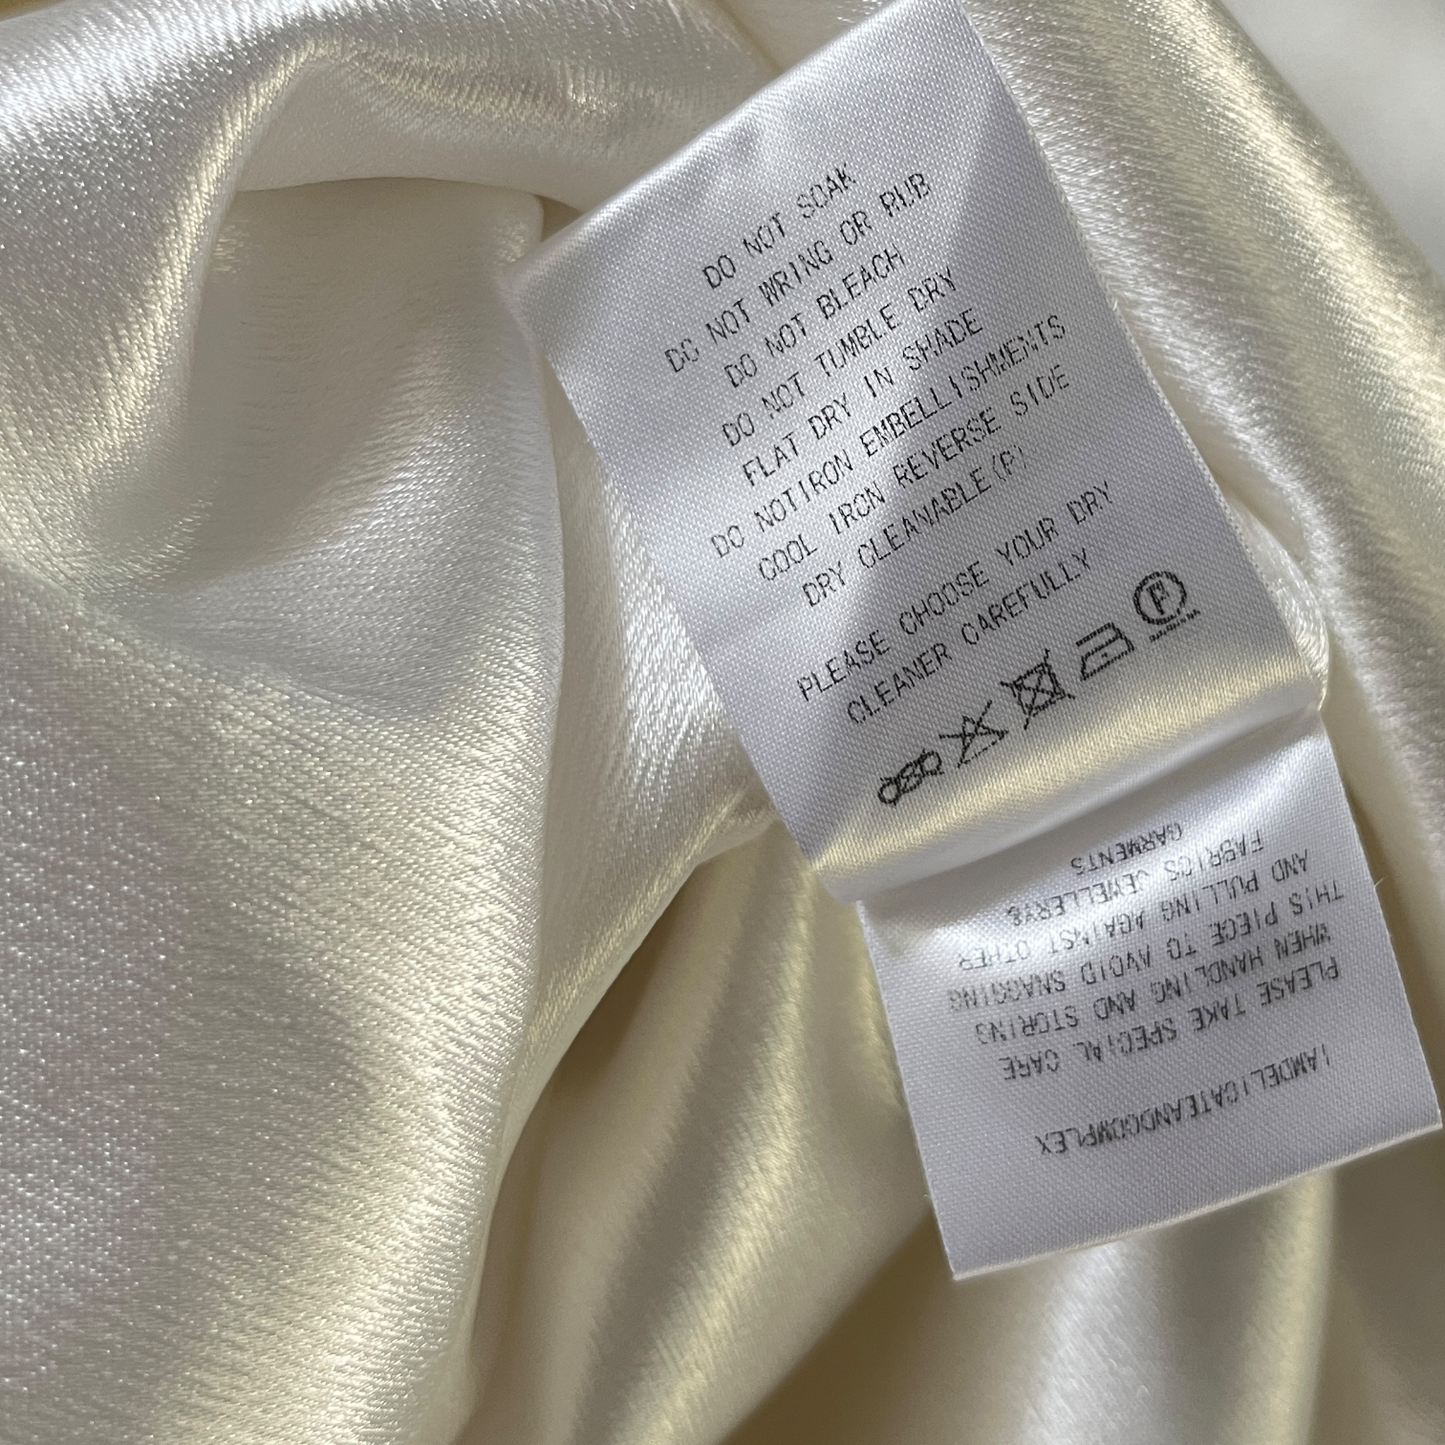 DO NOT SOAK
DO NOT WRING OR RUB
DO NOT BLEACH
DO NOT TUMBLE DRY
FLAT DRY IN SHADE
DO NOTIRON EMBELLISHMENTS
COOL IRON REVERSE SIDE
DRY CLEANABLE(P)
PLEASE CHOOSE YOUR DRY
CLEANER CAREFULLY
P
IAMDELICATEANDCOMPLEX
PLEASE TAKE SPECIAL CARE
WHEN HANDLING AND STORING
THIS PIECE TO AVOID SNAGGING
AND PULLING AGAINST OTHER
FABRICS JEWELLERY&
GARMENTS